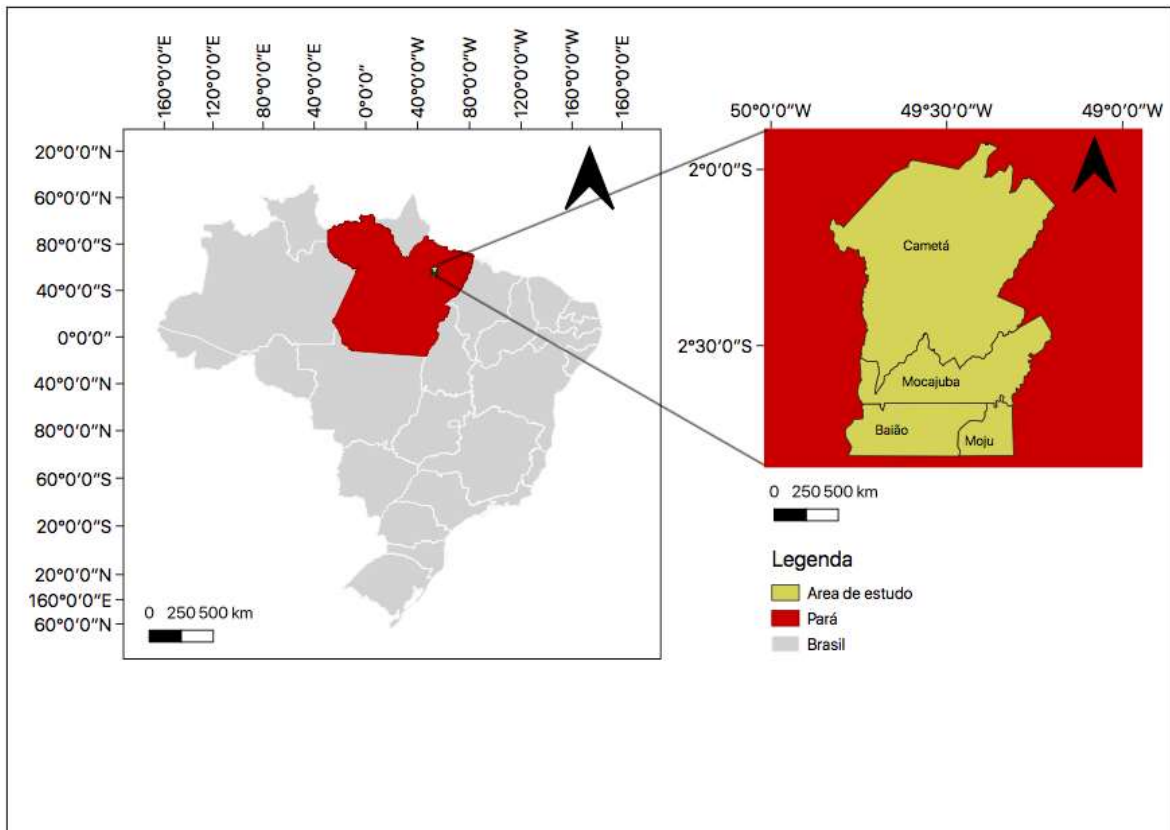 160°0'0"E
120°0'0"E
80°0'0"E
40°0'0"E
0°0'0"
40°0'0"W
80°0'0"W
120°0'0"W
160°0'0"W
160°0'0"E
20°0'0"N
60°0'0"N
80°0'0"S
40°0'0"S
0°0'0"
40°0'0"N
80°0'0"N
60°0'0"S
20°0'0"S
20°0'0"N
160°0'0"E
60°0'0"N
0 250 500 km
50°0'0"W 49°30'0"W 49°0'0"W
2°0'0"S
2°30'0"S
Cametá
Mocajuba
Baião
Moju
0 250 500 km
Legenda
Area de estudo
Pará
Brasil